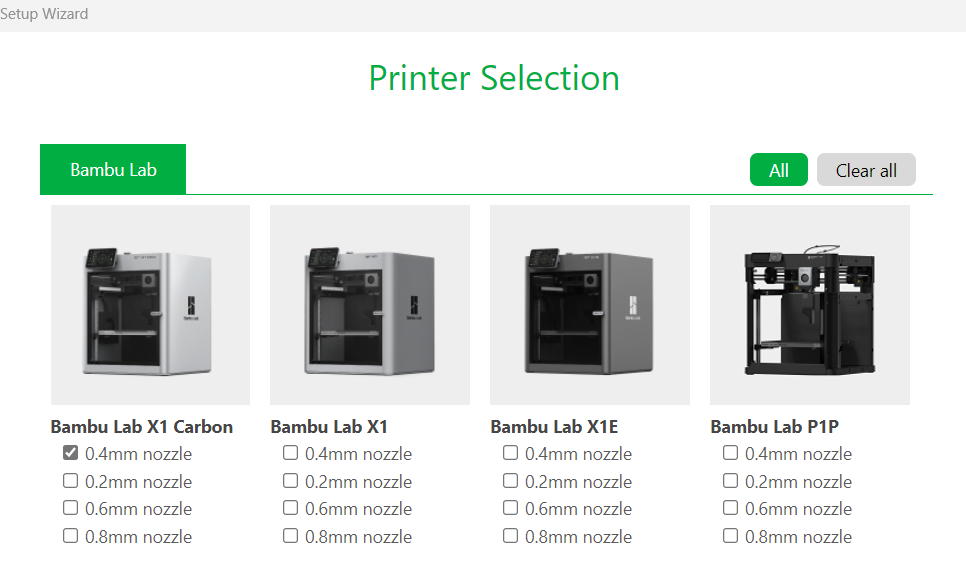 Setup Wizard
Printer Selection
Bambu Lab
All
Clear all
Bambu Lab X1 Carbon
0.4mm nozzle
0.2mm nozzle
0.6mm nozzle
0.8mm nozzle
Bambu Lab X1
0.4mm nozzle
0.2mm nozzle
0.6mm nozzle
0.8mm nozzle
Bambu Lab X1E
0.4mm nozzle
0.2mm nozzle
0.6mm nozzle
0.8mm nozzle
Bambu Lab P1P
0.4mm nozzle
0.2mm nozzle
0.6mm nozzle
0.8mm nozzle